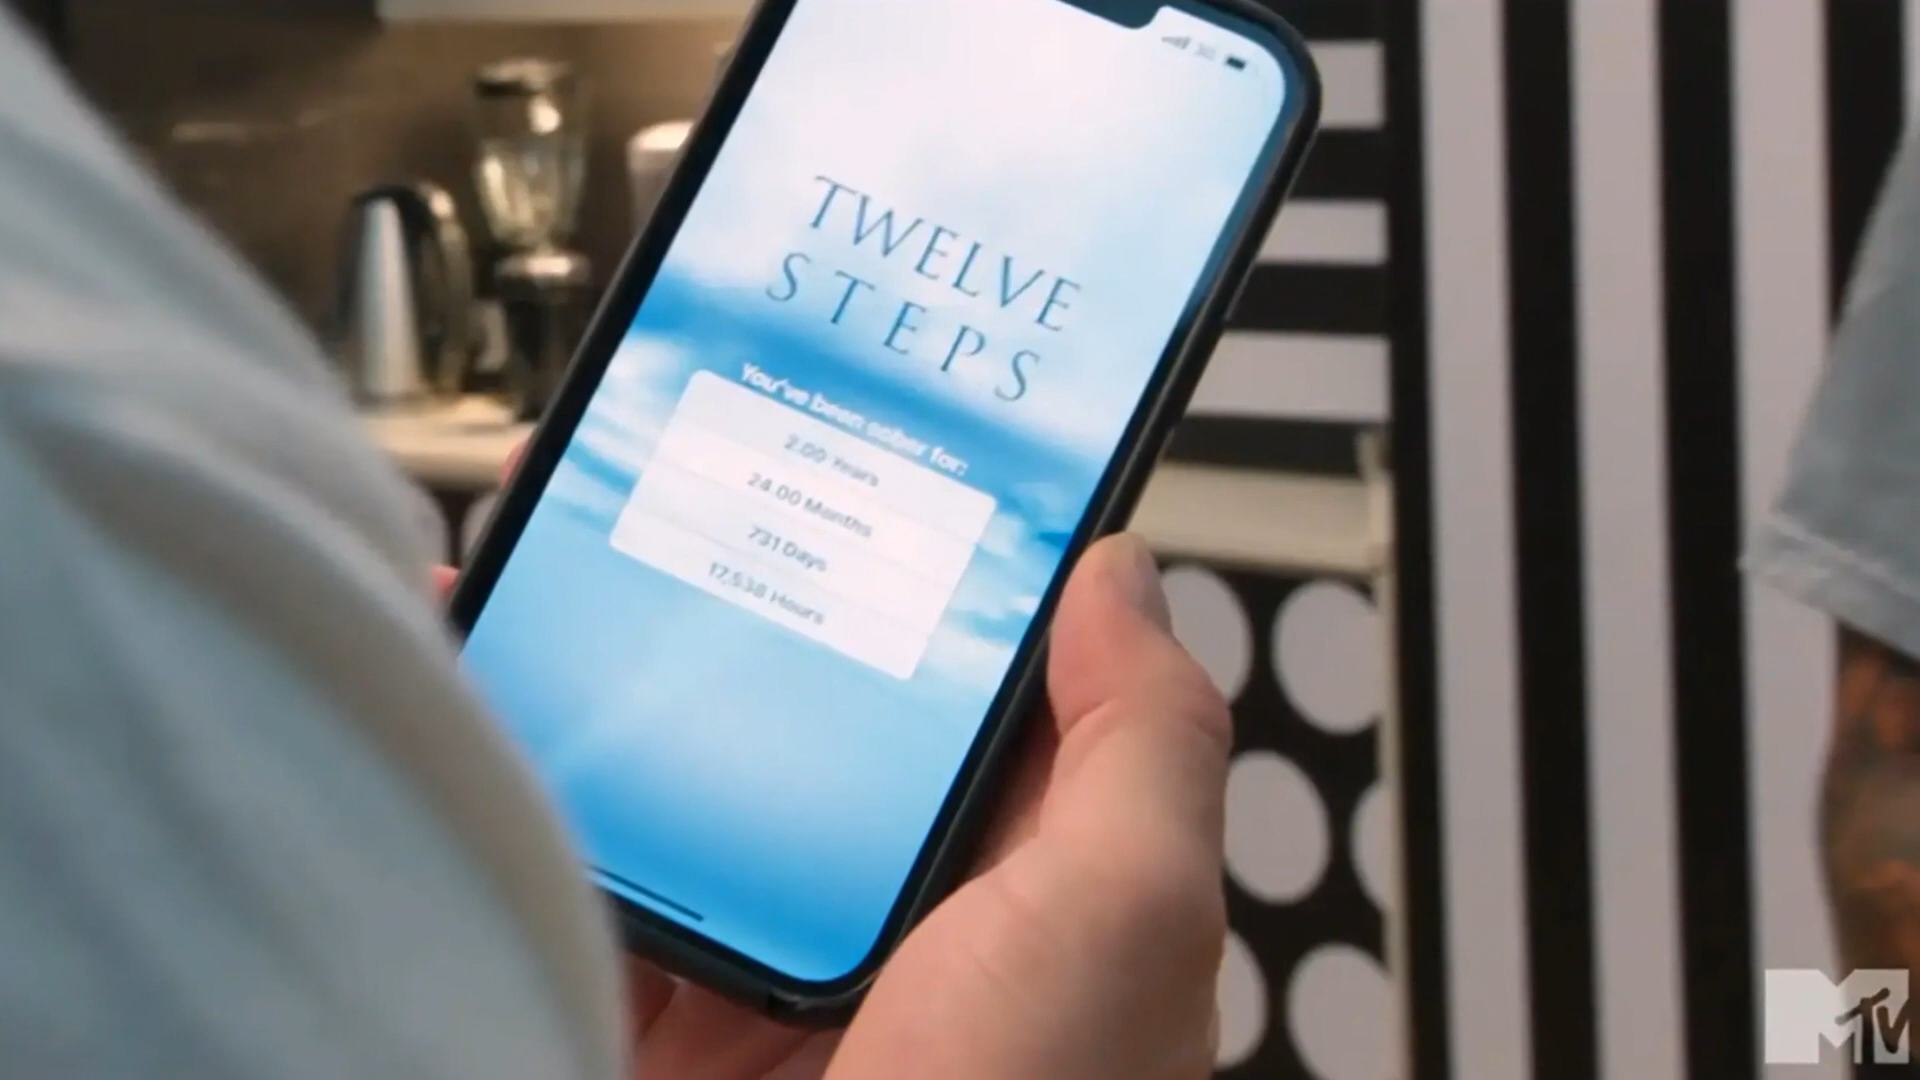 TWELVE
STEPS
You've been sober for:
2.00 Years
24.00 Months
731 Days
17,538 Hours
MTV